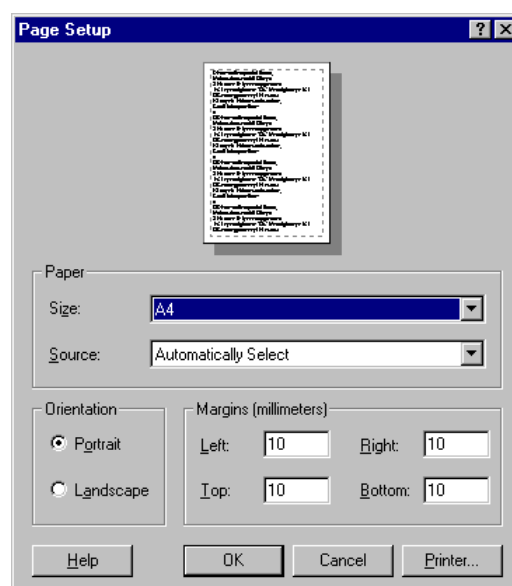 Page Setup
Paper
Size: A4
Source: Automatically Select
Orientation
Portrait
Landscape
Margins (millimeters)
Left: 10 Right: 10
Top: 10 Bottom: 10
Help OK Cancel Printer...